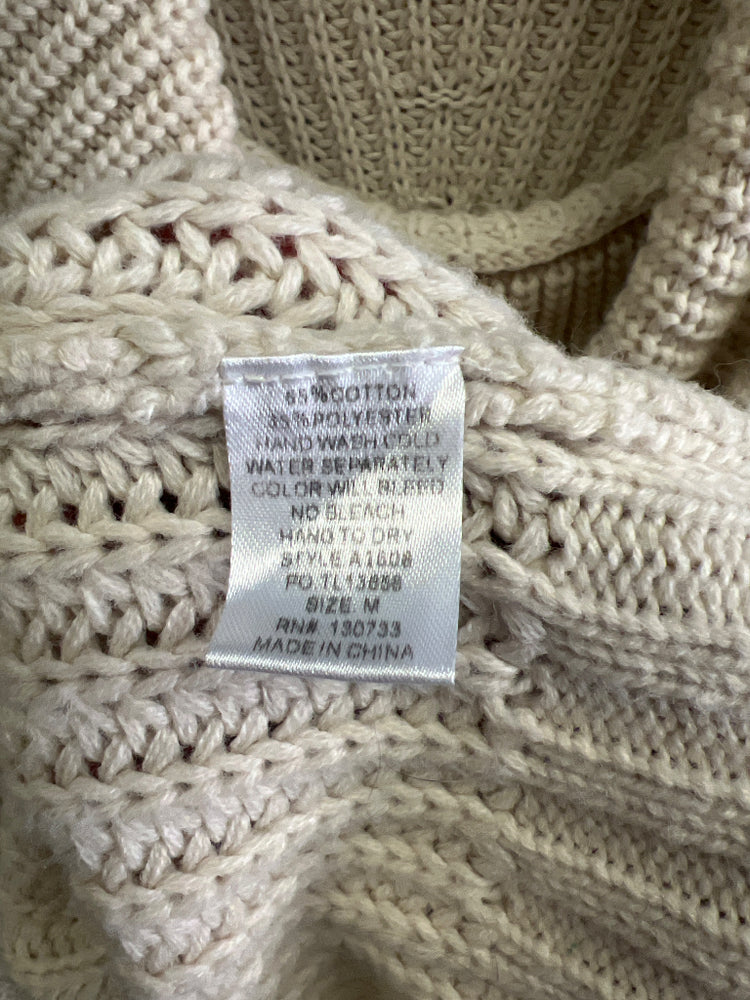 65% COTTON
35% POLYESTER
HAND WASH COLD
WATER SEPARATELY
COLOR WILL BLEED
NO BLEACH
HAND TO DRY
STYLE A1608
PO. TL13656
SIZE: M
RN#: 130733
MADE IN CHINA